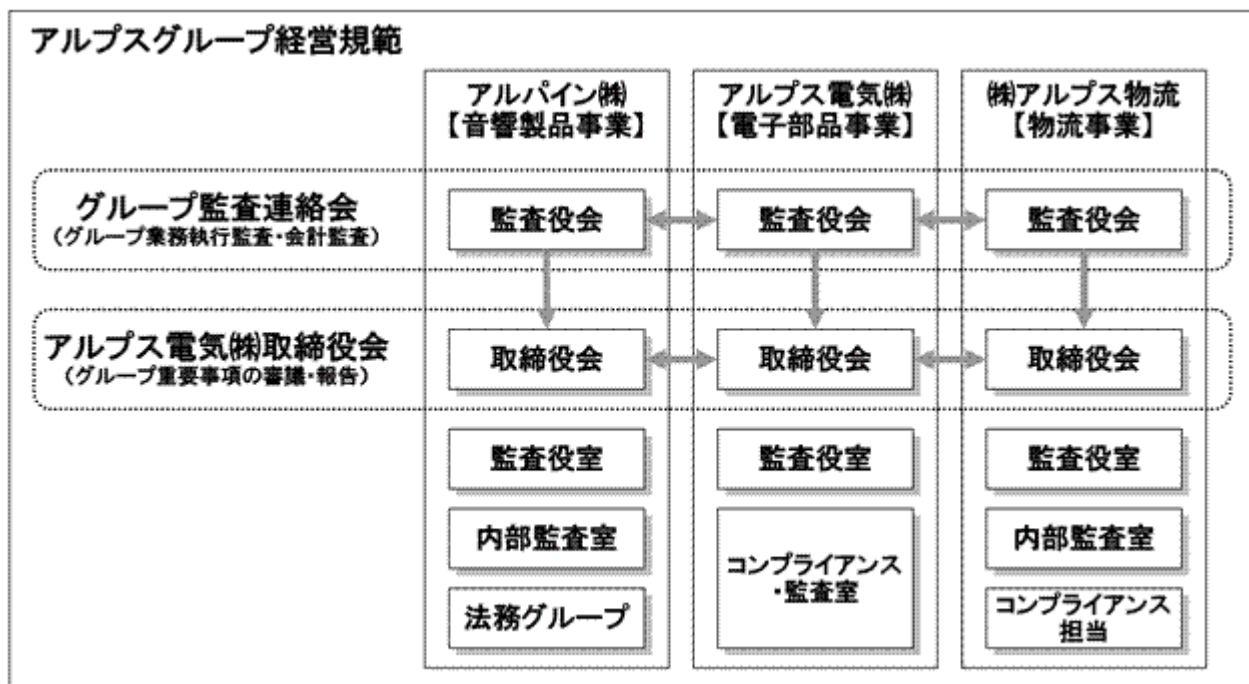 アルプスグループ経営規範
アルパイン㈱
【音響製品事業】
アルプス電気㈱
【電子部品事業】
㈱アルプス物流
【物流事業】
グループ監査連絡会
（グループ業務執行監査・会計監査）
監査役会
監査役会
監査役会
アルプス電気㈱取締役会
（グループ重要事項の審議・報告）
取締役会
取締役会
取締役会
監査役室
監査役室
監査役室
内部監査室
コンプライアンス
・監査室
内部監査室
法務グループ
コンプライアンス
担当